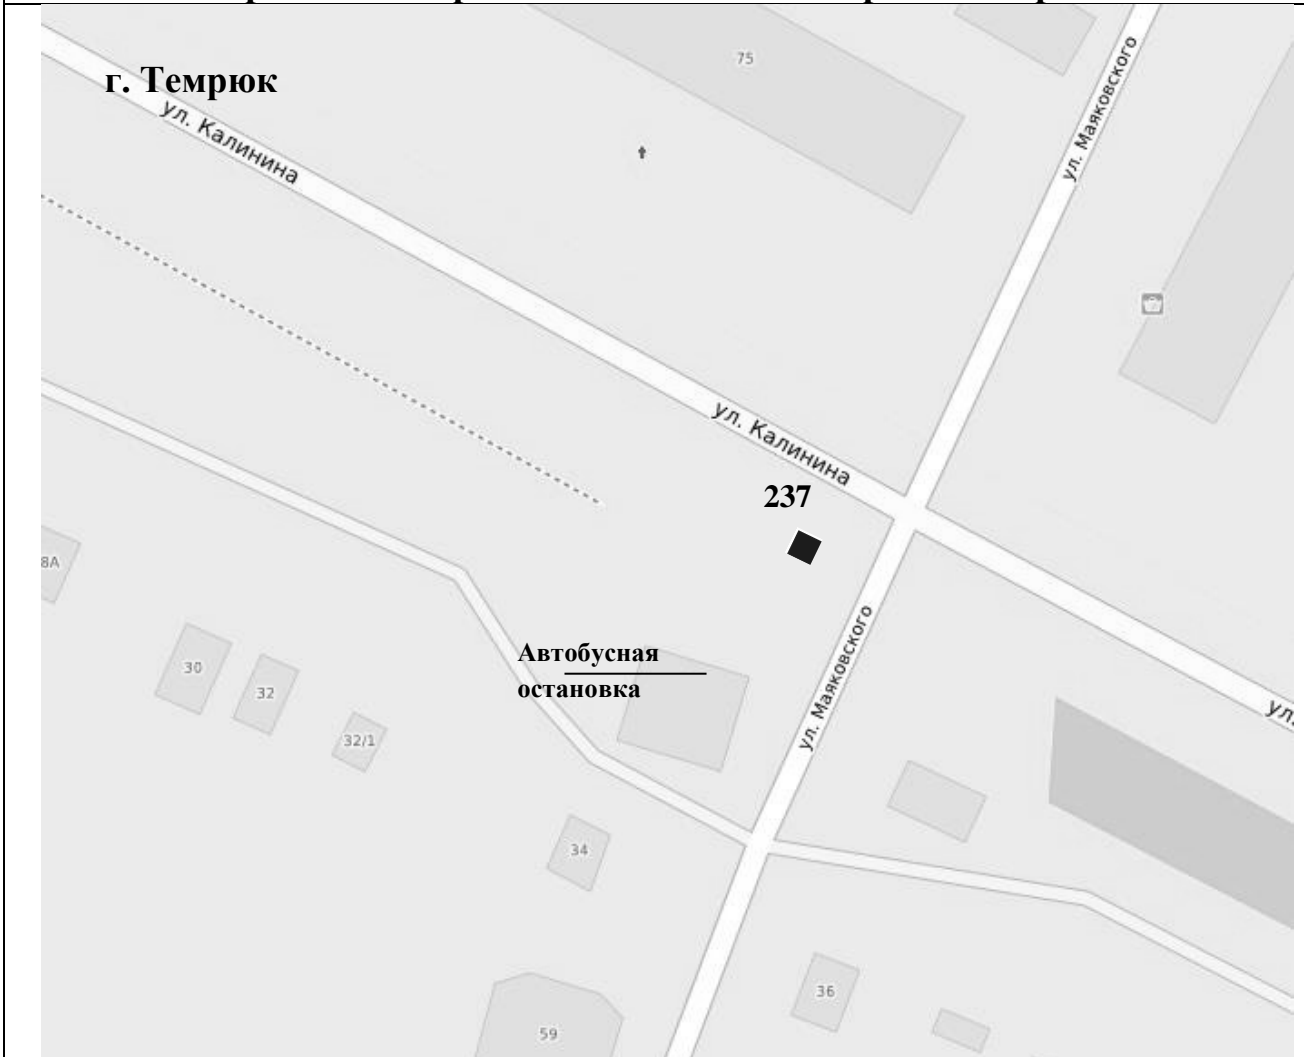 г. Темрюк
75
ул. Маяковского
ул. Калинина
ул. Калинина
237
8А
30
32
32/1
Автобусная
остановка
ул. Маяковского
ул.
34
36
59